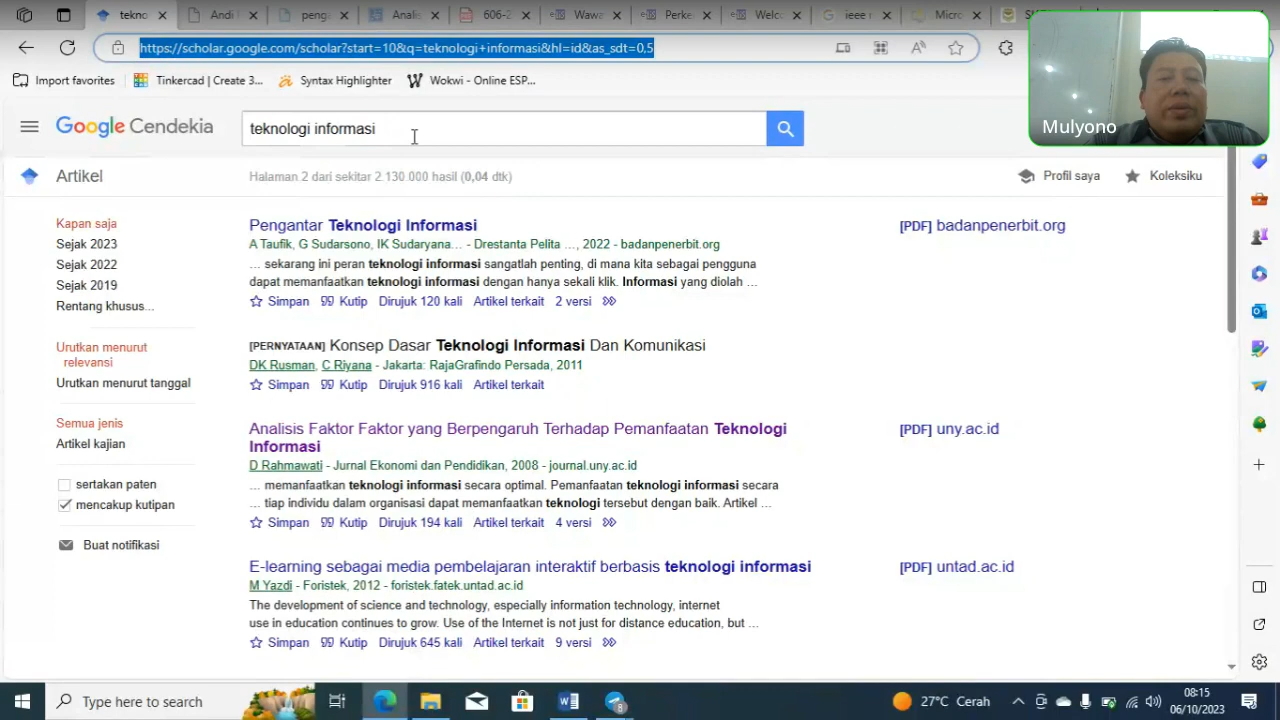 tekno
Andi
peng
Analis
606-2
Wawa
Perke
Welc
ieee r
Micro
https://scholar.google.com/scholar?start=10&q=teknologi+informasi&hl=id&as_sdt=0,5
Import favorites
Tinkercad | Create 3...
Syntax Highlighter
Wokwi - Online ESP...
Mulyono
Google Cendekia
teknologi informasi
Artikel
Halaman 2 dari sekitar 2.130.000 hasil (0,04 dtk)
Profil saya
Koleksiku
Kapan saja
Sejak 2023
Sejak 2022
Sejak 2019
Rentang khusus...
Urutkan menurut
relevansi
Urutkan menurut tanggal
Semua jenis
Artikel kajian
sertakan paten
mencakup kutipan
Buat notifikasi
Pengantar Teknologi Informasi
[PDF] badanpenerbit.org
A Taufik, G Sudarsono, IK Sudaryana... - Drestanta Pelita ..., 2022 - badanpenerbit.org
... sekarang ini peran teknologi informasi sangatlah penting, di mana kita sebagai pengguna
dapat memanfaatkan teknologi informasi dengan hanya sekali klik. Informasi yang diolah ...
Simpan Kutip Dirujuk 120 kali Artikel terkait 2 versi
[PERNYATAAN] Konsep Dasar Teknologi Informasi Dan Komunikasi
DK Rusman, C Riyana - Jakarta: RajaGrafindo Persada, 2011
Simpan Kutip Dirujuk 916 kali Artikel terkait
Analisis Faktor Faktor yang Berpengaruh Terhadap Pemanfaatan Teknologi
Informasi
[PDF] uny.ac.id
D Rahmawati - Jurnal Ekonomi dan Pendidikan, 2008 - journal.uny.ac.id
... memanfaatkan teknologi informasi secara optimal. Pemanfaatan teknologi informasi secara
... tiap individu dalam organisasi dapat memanfaatkan teknologi tersebut dengan baik. Artikel ...
Simpan Kutip Dirujuk 194 kali Artikel terkait 4 versi
E-learning sebagai media pembelajaran interaktif berbasis teknologi informasi
[PDF] untad.ac.id
M Yazdi - Foristek, 2012 - foristek.fatek.untad.ac.id
The development of science and technology, especially information technology, internet
use in education continues to grow. Use of the Internet is not just for distance education, but ...
Simpan Kutip Dirujuk 645 kali Artikel terkait 9 versi
Type here to search
27°C Cerah
08:15
06/10/2023